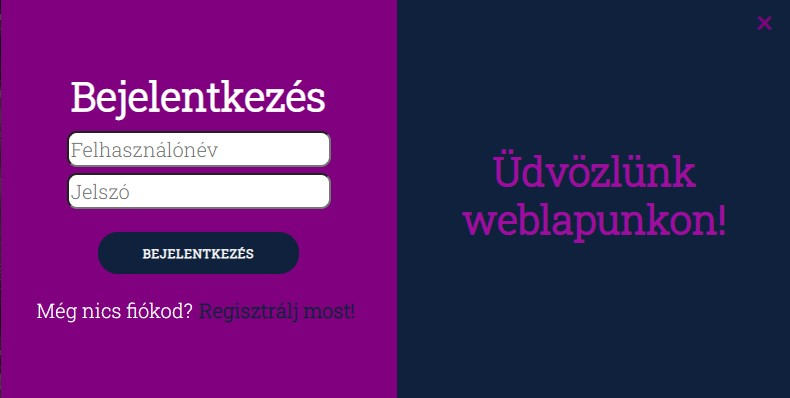 Bejelentkezés
Felhasználónév
Jelszó
BEJELENTKEZÉS
Még nics fiókod? Regisztrálj most!
Üdvözlünk
weblapunkon!